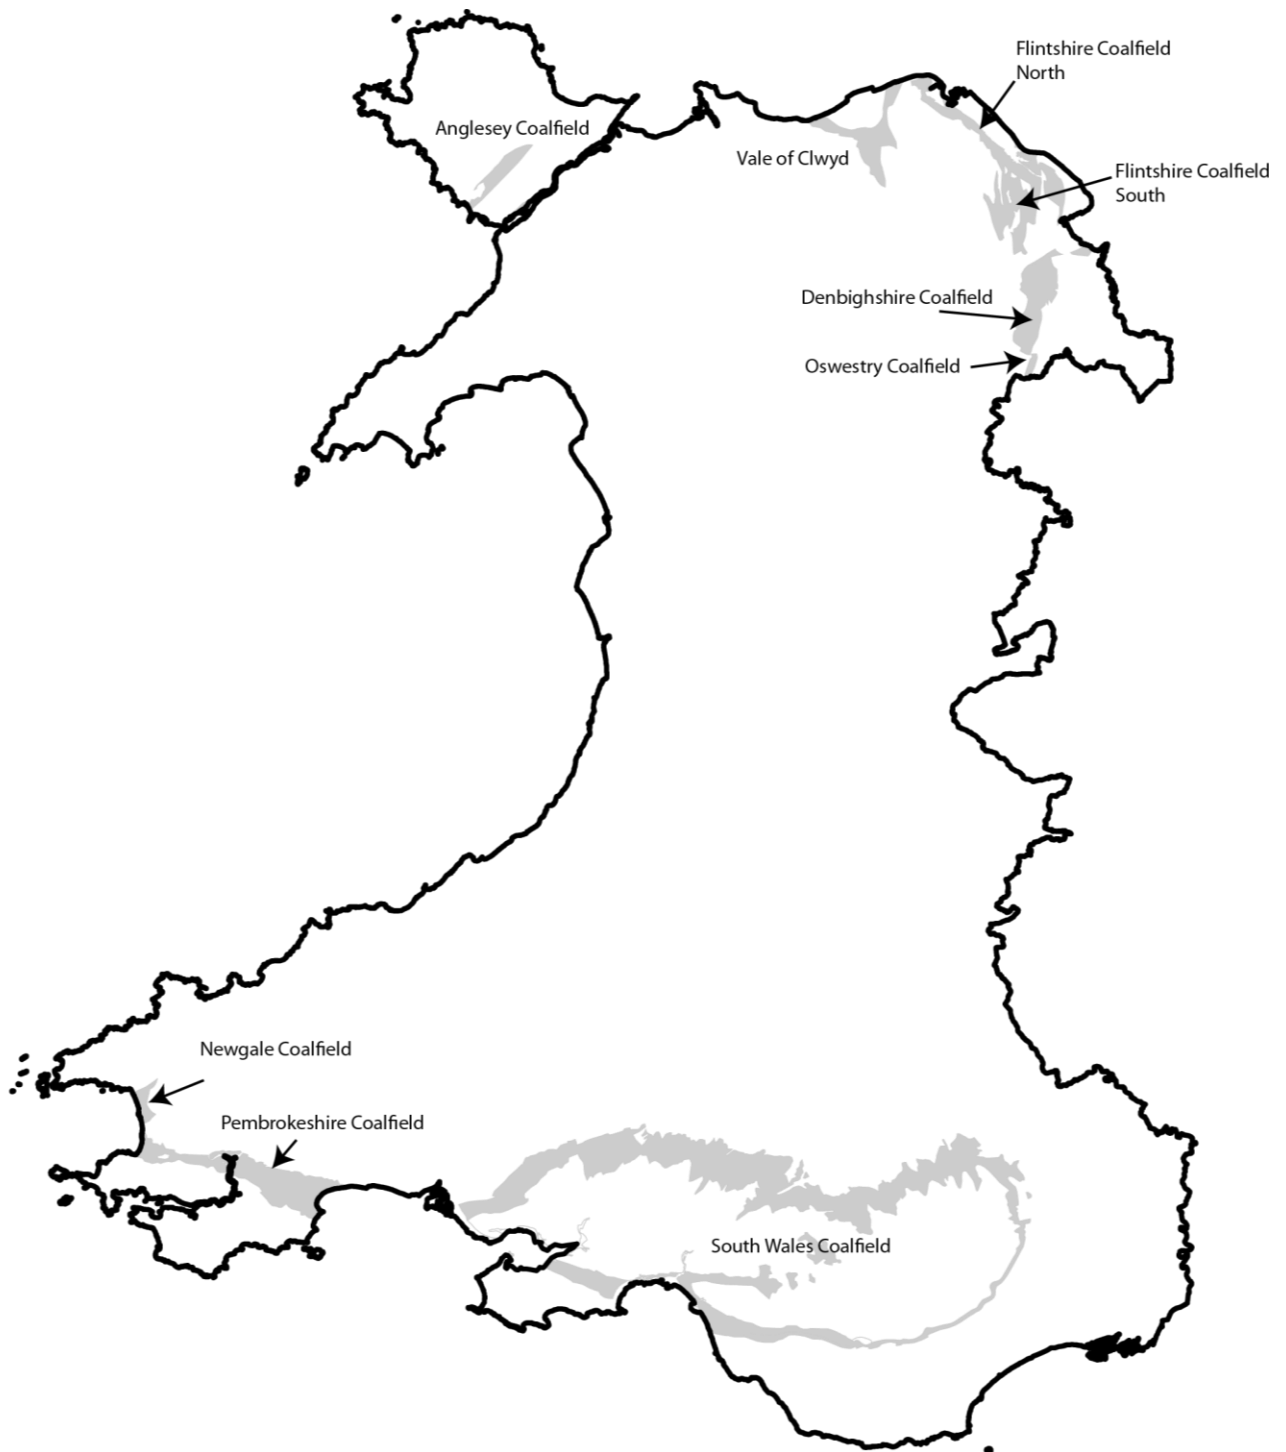 Flintshire Coalfield
North
Anglesey Coalfield
Vale of Clwyd
Flintshire Coalfield
South
Denbighshire Coalfield
Oswestry Coalfield
Newgale Coalfield
Pembrokeshire Coalfield
South Wales Coalfield